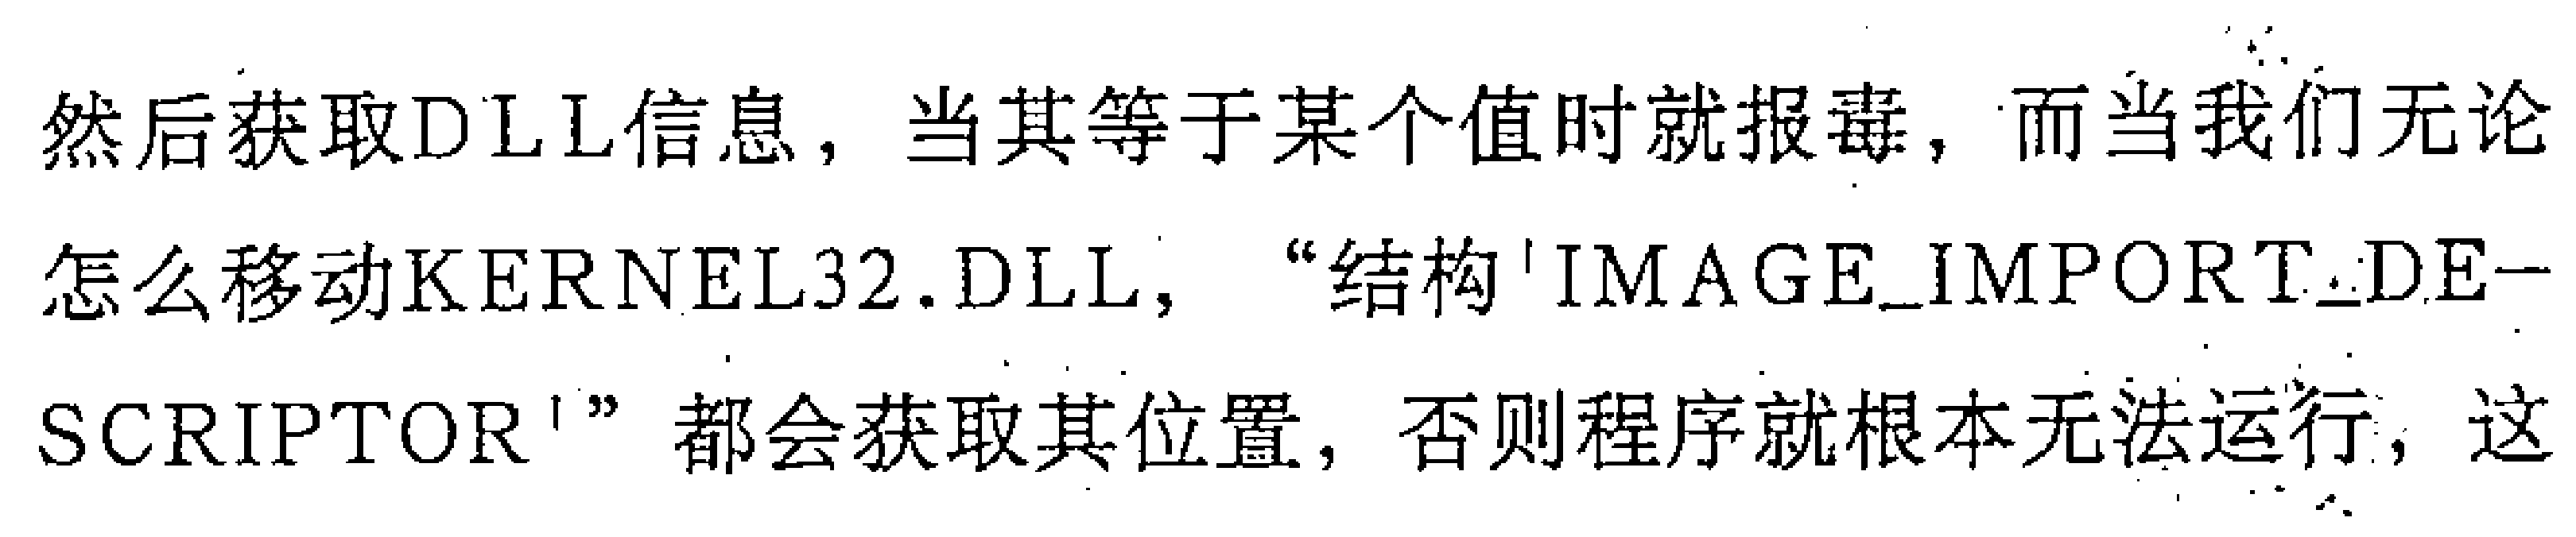 然后获取DLL信息，当其等于某个值时就报毒，而当我们无论
怎么移动KERNEL32.DLL，“结构'IMAGE_IMPORT_DE-
SCRIPTOR'”都会获取其位置，否则程序就根本无法运行，这